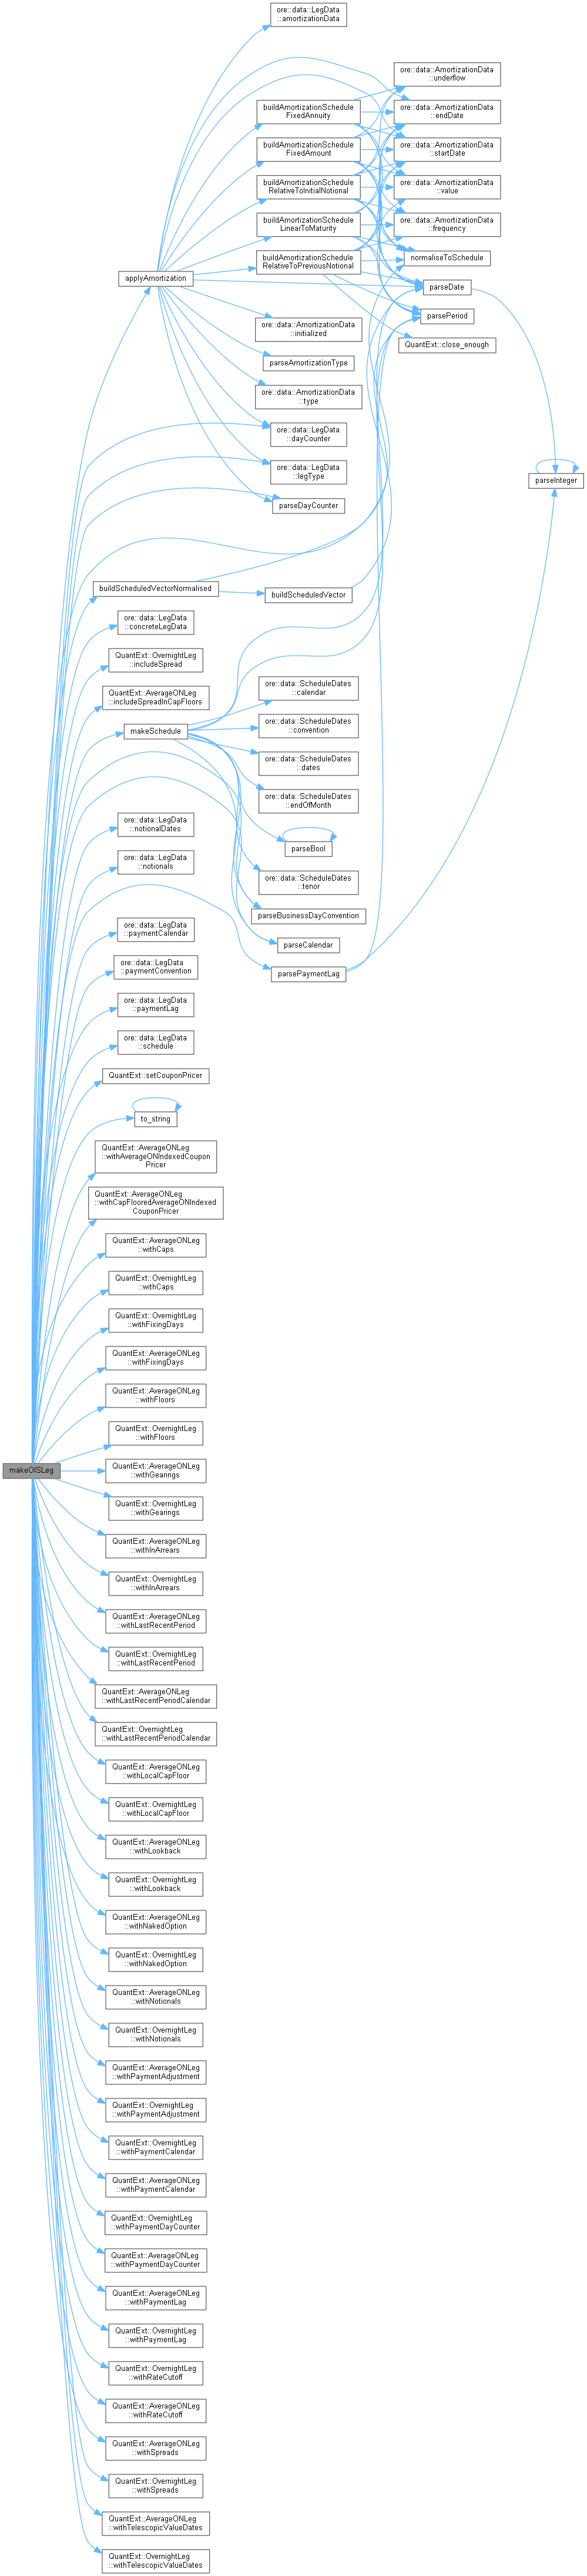 ore::data::LegData
::amortizationData
ore::data::AmortizationData
::underflow
buildAmortizationSchedule
FixedAnnuity
ore::data::AmortizationData
::endDate
buildAmortizationSchedule
FixedAmount
ore::data::AmortizationData
::startDate
buildAmortizationSchedule
RelativeToInitialNotional
ore::data::AmortizationData
::value
buildAmortizationSchedule
LinearToMaturity
ore::data::AmortizationData
::frequency
buildAmortizationSchedule
RelativeToPreviousNotional
normaliseToSchedule
applyAmortization
parseDate
parsePeriod
ore::data::AmortizationData
::initialized
QuantExt::close_enough
parseAmortizationType
ore::data::AmortizationData
::type
ore::data::LegData
::dayCounter
ore::data::LegData
::legType
parseInteger
parseDayCounter
buildScheduledVectorNormalised
buildScheduledVector
ore::data::LegData
::concreteLegData
QuantExt::OvernightLeg
::includeSpread
QuantExt::AverageONLeg
::includeSpreadInCapFloors
ore::data::ScheduleDates
::calendar
makeSchedule
ore::data::ScheduleDates
::convention
ore::data::ScheduleDates
::dates
ore::data::ScheduleDates
::endOfMonth
ore::data::LegData
::notionalDates
parseBool
ore::data::LegData
::notionals
ore::data::ScheduleDates
::tenor
parseBusinessDayConvention
ore::data::LegData
::paymentCalendar
parseCalendar
ore::data::LegData
::paymentConvention
parsePaymentLag
ore::data::LegData
::paymentLag
ore::data::LegData
::schedule
QuantExt::setCouponPricer
to_string
QuantExt::AverageONLeg
::withAverageONIndexedCoupon
Pricer
QuantExt::AverageONLeg
::withCapFlooredAverageONIndexed
CouponPricer
QuantExt::AverageONLeg
::withCaps
QuantExt::OvernightLeg
::withCaps
QuantExt::OvernightLeg
::withFixingDays
QuantExt::AverageONLeg
::withFixingDays
QuantExt::AverageONLeg
::withFloors
QuantExt::OvernightLeg
::withFloors
makeOISLeg
QuantExt::AverageONLeg
::withGearings
QuantExt::OvernightLeg
::withGearings
QuantExt::AverageONLeg
::withInArrears
QuantExt::OvernightLeg
::withInArrears
QuantExt::AverageONLeg
::withLastRecentPeriod
QuantExt::OvernightLeg
::withLastRecentPeriod
QuantExt::AverageONLeg
::withLastRecentPeriodCalendar
QuantExt::OvernightLeg
::withLastRecentPeriodCalendar
QuantExt::AverageONLeg
::withLocalCapFloor
QuantExt::OvernightLeg
::withLocalCapFloor
QuantExt::AverageONLeg
::withLookback
QuantExt::OvernightLeg
::withLookback
QuantExt::AverageONLeg
::withNakedOption
QuantExt::OvernightLeg
::withNakedOption
QuantExt::AverageONLeg
::withNotionals
QuantExt::OvernightLeg
::withNotionals
QuantExt::AverageONLeg
::withPaymentAdjustment
QuantExt::OvernightLeg
::withPaymentAdjustment
QuantExt::OvernightLeg
::withPaymentCalendar
QuantExt::AverageONLeg
::withPaymentCalendar
QuantExt::OvernightLeg
::withPaymentDayCounter
QuantExt::AverageONLeg
::withPaymentDayCounter
QuantExt::AverageONLeg
::withPaymentLag
QuantExt::OvernightLeg
::withPaymentLag
QuantExt::OvernightLeg
::withRateCutoff
QuantExt::AverageONLeg
::withRateCutoff
QuantExt::AverageONLeg
::withSpreads
QuantExt::OvernightLeg
::withSpreads
QuantExt::AverageONLeg
::withTelescopicValueDates
QuantExt::OvernightLeg
::withTelescopicValueDates